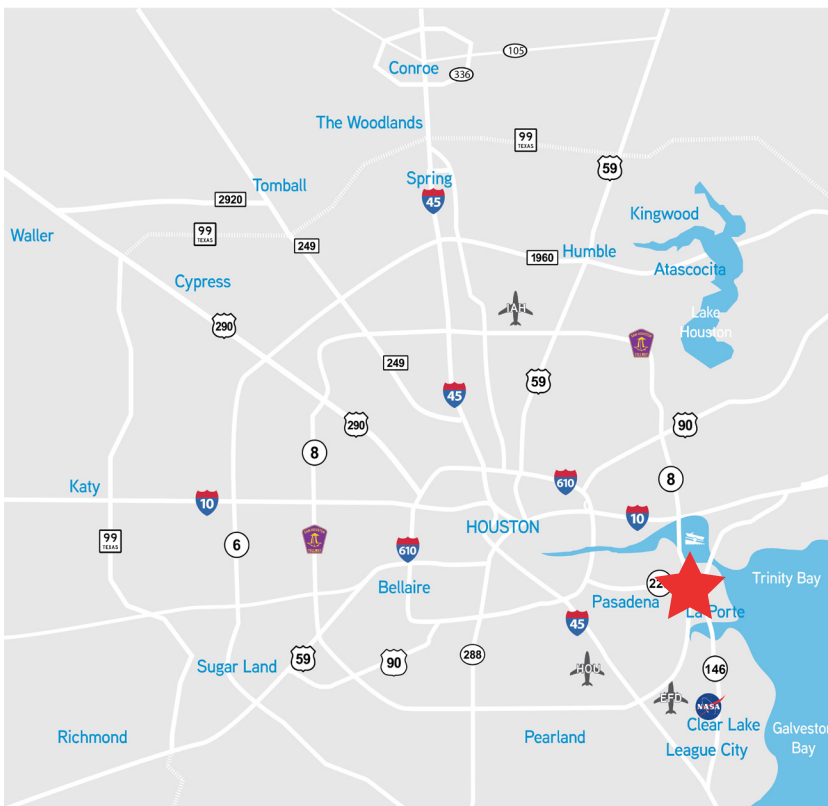 105
Conroe
336
The Woodlands
99
TEXAS
59
Spring
Tomball
45
2920
Kingwood
Waller
99
TEXAS
249
1960
Humble
Atascocita
Cypress
IAH
Lake
Houston
290
249
59
45
290
90
8
8
610
Katy
10
10
HOUSTON
99
TEXAS
6
610
Trinity Bay
Bellaire
22
Pasadena
La Porte
45
59
90
288
Sugar Land
HOU
146
EFD
NASA
Clear Lake
Richmond
Pearland
League City
Galveston
Bay